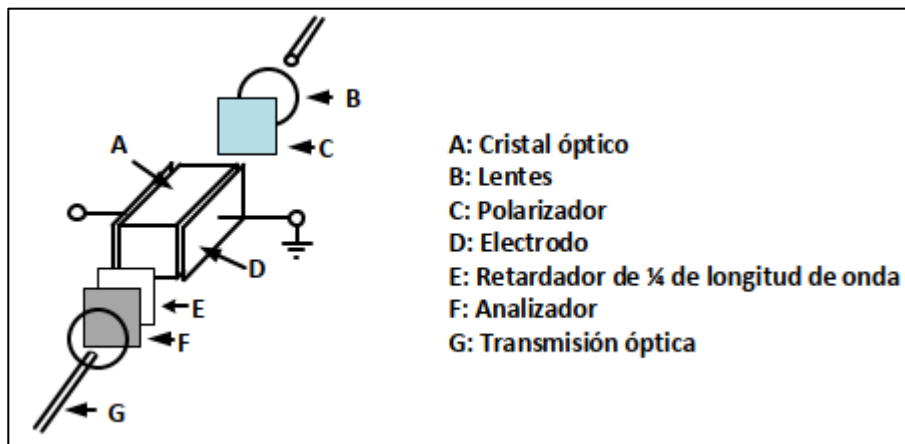 B
C
A
D
E
F
G
A: Cristal óptico
B: Lentes
C: Polarizador
D: Electrodo
E: Retardador de ¼ de longitud de onda
F: Analizador
G: Transmisión óptica